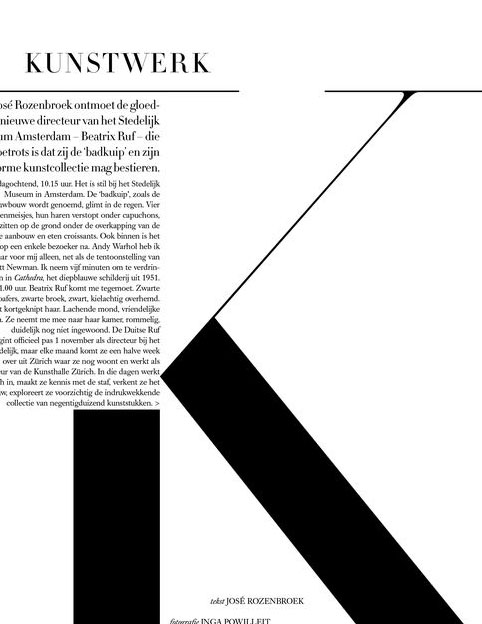 KUNSTWERK
osé Rozenbroek ontmoet de gloed-
nieuwe directeur van het Stedelijk
um Amsterdam – Beatrix Ruf – die
petrots is dat zij de ‘badkuip’ en zijn
orme kunstcollectie mag bestieren.
dagochtend, 10.15 uur. Het is stil bij het Stedelijk
Museum in Amsterdam. De ‘badkuip’, zoals de
uwbouw wordt genoemd, glimt in de regen. Vier
enmeisjes, hun haren verstopt onder capuchons,
zitten op de grond onder de overkapping van de
e aanbouw en eten croissants. Ook binnen is het
op een enkele bezoeker na. Andy Warhol heb ik
aar voor mij alleen, net als de tentoonstelling van
tt Newman. Ik neem vijf minuten om te verdrin-
n in Cathedra, het diepblauwe schilderij uit 1951.
1.00 uur. Beatrix Ruf komt me tegemoet. Zwarte
oafers, zwarte broek, zwart, kielachtig overhemd.
t kortgeknipt haar. Lachende mond, vriendelijke
n. Ze neemt me mee naar haar kamer, rommelig,
duidelijk nog niet ingewoond. De Duitse Ruf
gint officieel pas 1 november als directeur bij het
delijk, maar elke maand komt ze een halve week
over uit Zürich waar ze nog woont en werkt als
eur van de Kunsthalle Zürich. In die dagen werkt
h in, maakt ze kennis met de staf, verkent ze het
uw, exploreert ze voorzichtig de indrukwekkende
collectie van negentigduizend kunststukken. >
K
tekst JOSÉ ROZENBROEK
fotografie INGA POWILLEIT